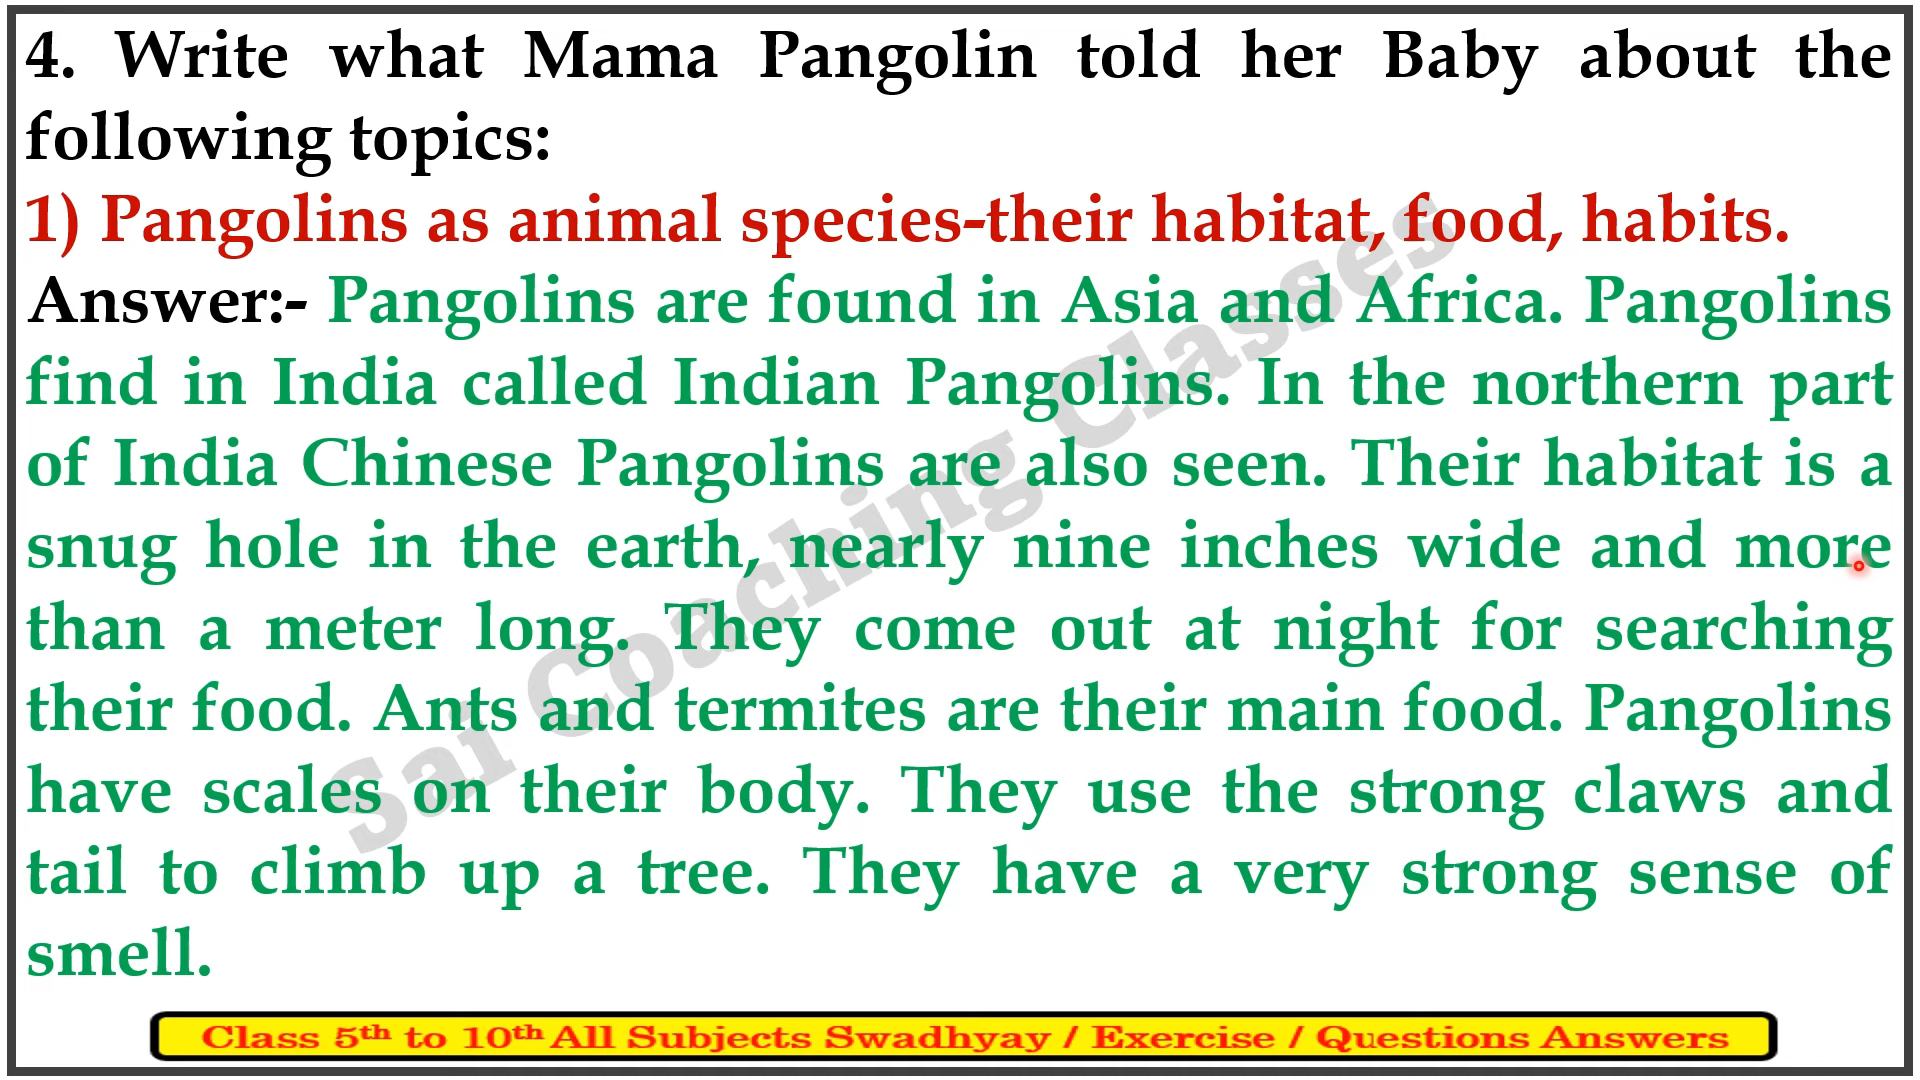 4. Write what Mama Pangolin told her Baby about the
following topics:
1) Pangolins as animal species-their habitat, food, habits.
Answer:- Pangolins are found in Asia and Africa. Pangolins
find in India called Indian Pangolins. In the northern part
of India Chinese Pangolins are also seen. Their habitat is a
snug hole in the earth, nearly nine inches wide and more
than a meter long. They come out at night for searching
their food. Ants and termites are their main food. Pangolins
have scales on their body. They use the strong claws and
tail to climb up a tree. They have a very strong sense of
smell.
Sai Coaching Classes
Class 5th to 10th All Subjects Swadhyay / Exercise / Questions Answers